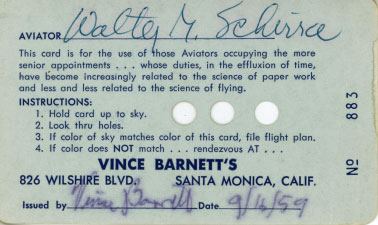 AVIATOR Walter M. Schirra
This card is for the use of those Aviators occupying the more
senior appointments . . . whose duties, in the effluxion of time,
have become increasingly related to the science of paper work
and less and less related to the science of flying.
INSTRUCTIONS:
1. Hold card up to sky.
2. Look thru holes.
3. If color of sky matches color of this card, file flight plan.
4. If color does NOT match . . . rendezvous AT . . .
VINCE BARNETT'S
826 WILSHIRE BLVD. SANTA MONICA, CALIF.
Issued by Vince Barnett Date 9/16/59
No 883